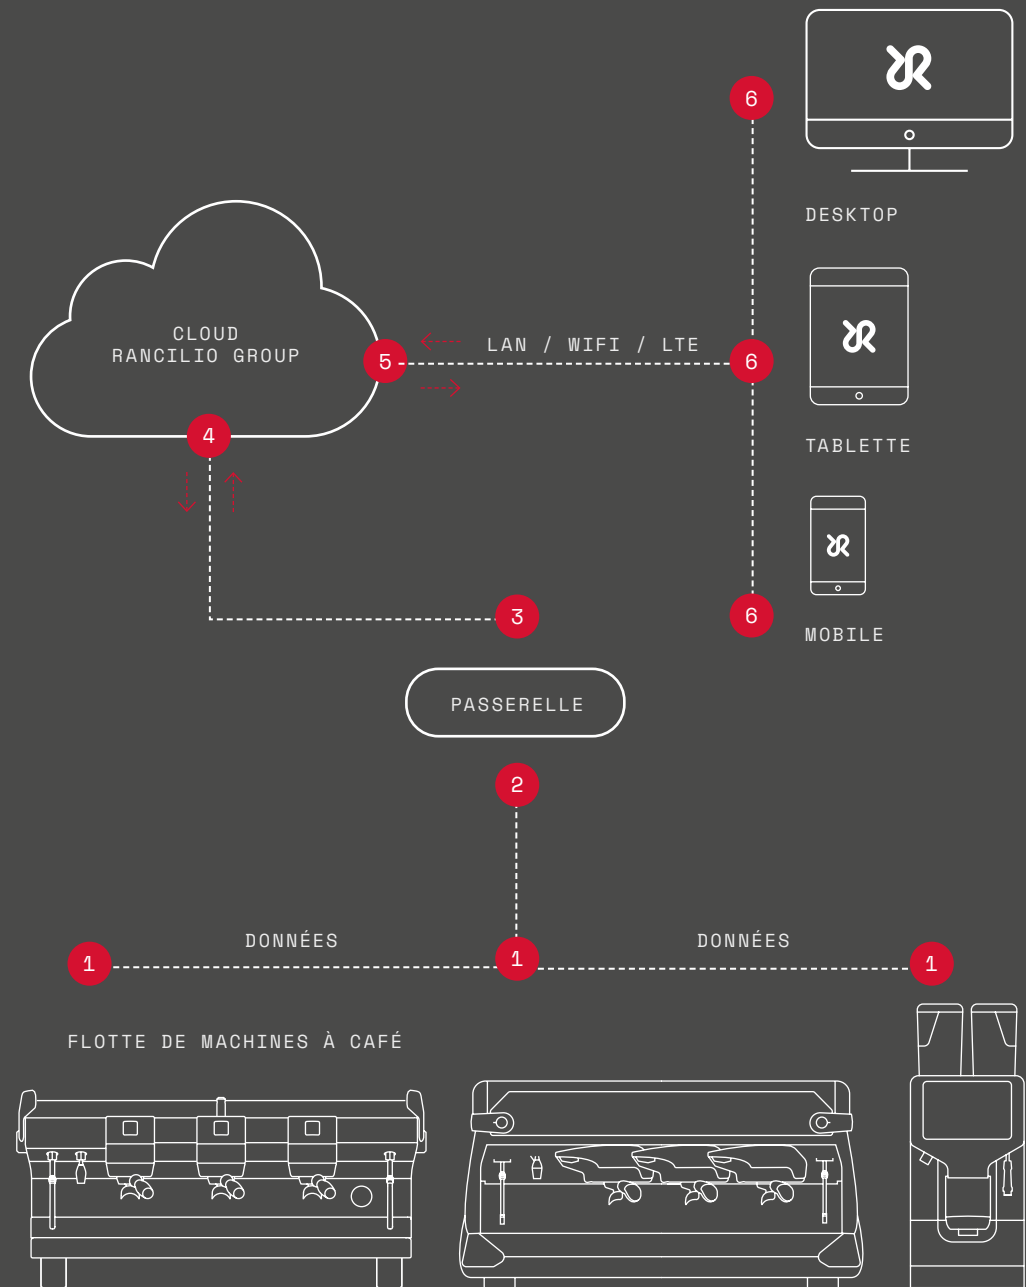 6
DESKTOP
CLOUD
RANCILIO GROUP
5
LAN / WIFI / LTE
6
4
TABLETTE
3
6
MOBILE
PASSERELLE
2
DONNÉES
DONNÉES
1
1
1
FLOTTE DE MACHINES À CAFÉ